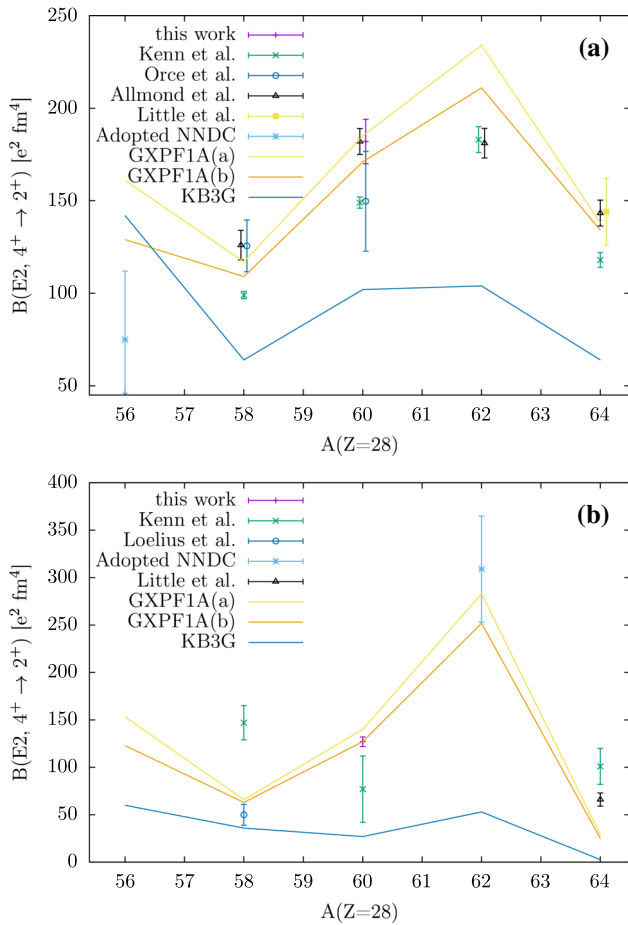 250
200
150
100
50
B(E2, 4⁺ → 2⁺) [e² fm⁴]
(a)
this work
Kenn et al.
Orce et al.
Allmond et al.
Little et al.
Adopted NNDC
GXPF1A(a)
GXPF1A(b)
KB3G
56 57 58 59 60 61 62 63 64
A(Z=28)
400
350
300
250
200
150
100
50
0
B(E2, 4⁺ → 2⁺) [e² fm⁴]
(b)
this work
Kenn et al.
Loelius et al.
Adopted NNDC
Little et al.
GXPF1A(a)
GXPF1A(b)
KB3G
56 57 58 59 60 61 62 63 64
A(Z=28)